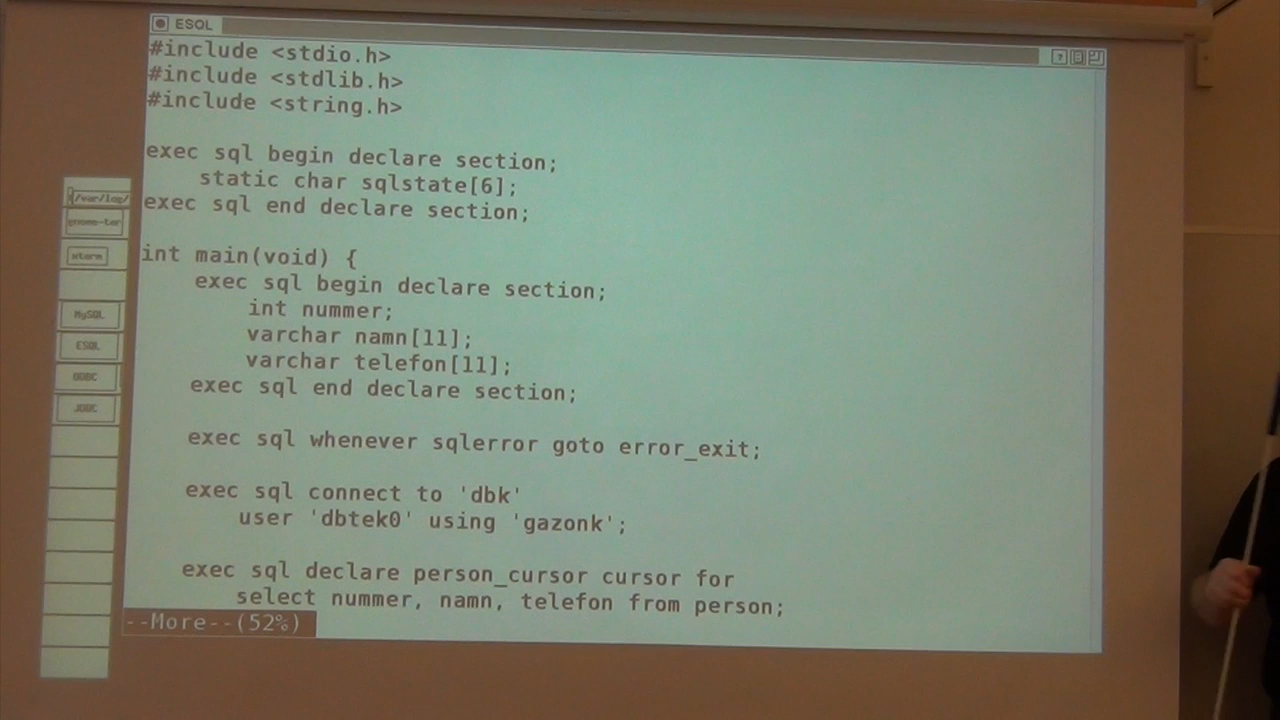 ESQL
#include <stdio.h>
#include <stdlib.h>
#include <string.h>
exec sql begin declare section;
static char sqlstate[6];
exec sql end declare section;
int main(void) {
exec sql begin declare section;
int nummer;
varchar namn[11];
varchar telefon[11];
exec sql end declare section;
exec sql whenever sqlerror goto error_exit;
exec sql connect to 'dbk'
user 'dbtek0' using 'gazonk';
exec sql declare person_cursor cursor for
select nummer, namn, telefon from person;
--More--(52%)
/var/log/
gnome-ter
xterm
MySQL
ESQL
ODBC
JDBC